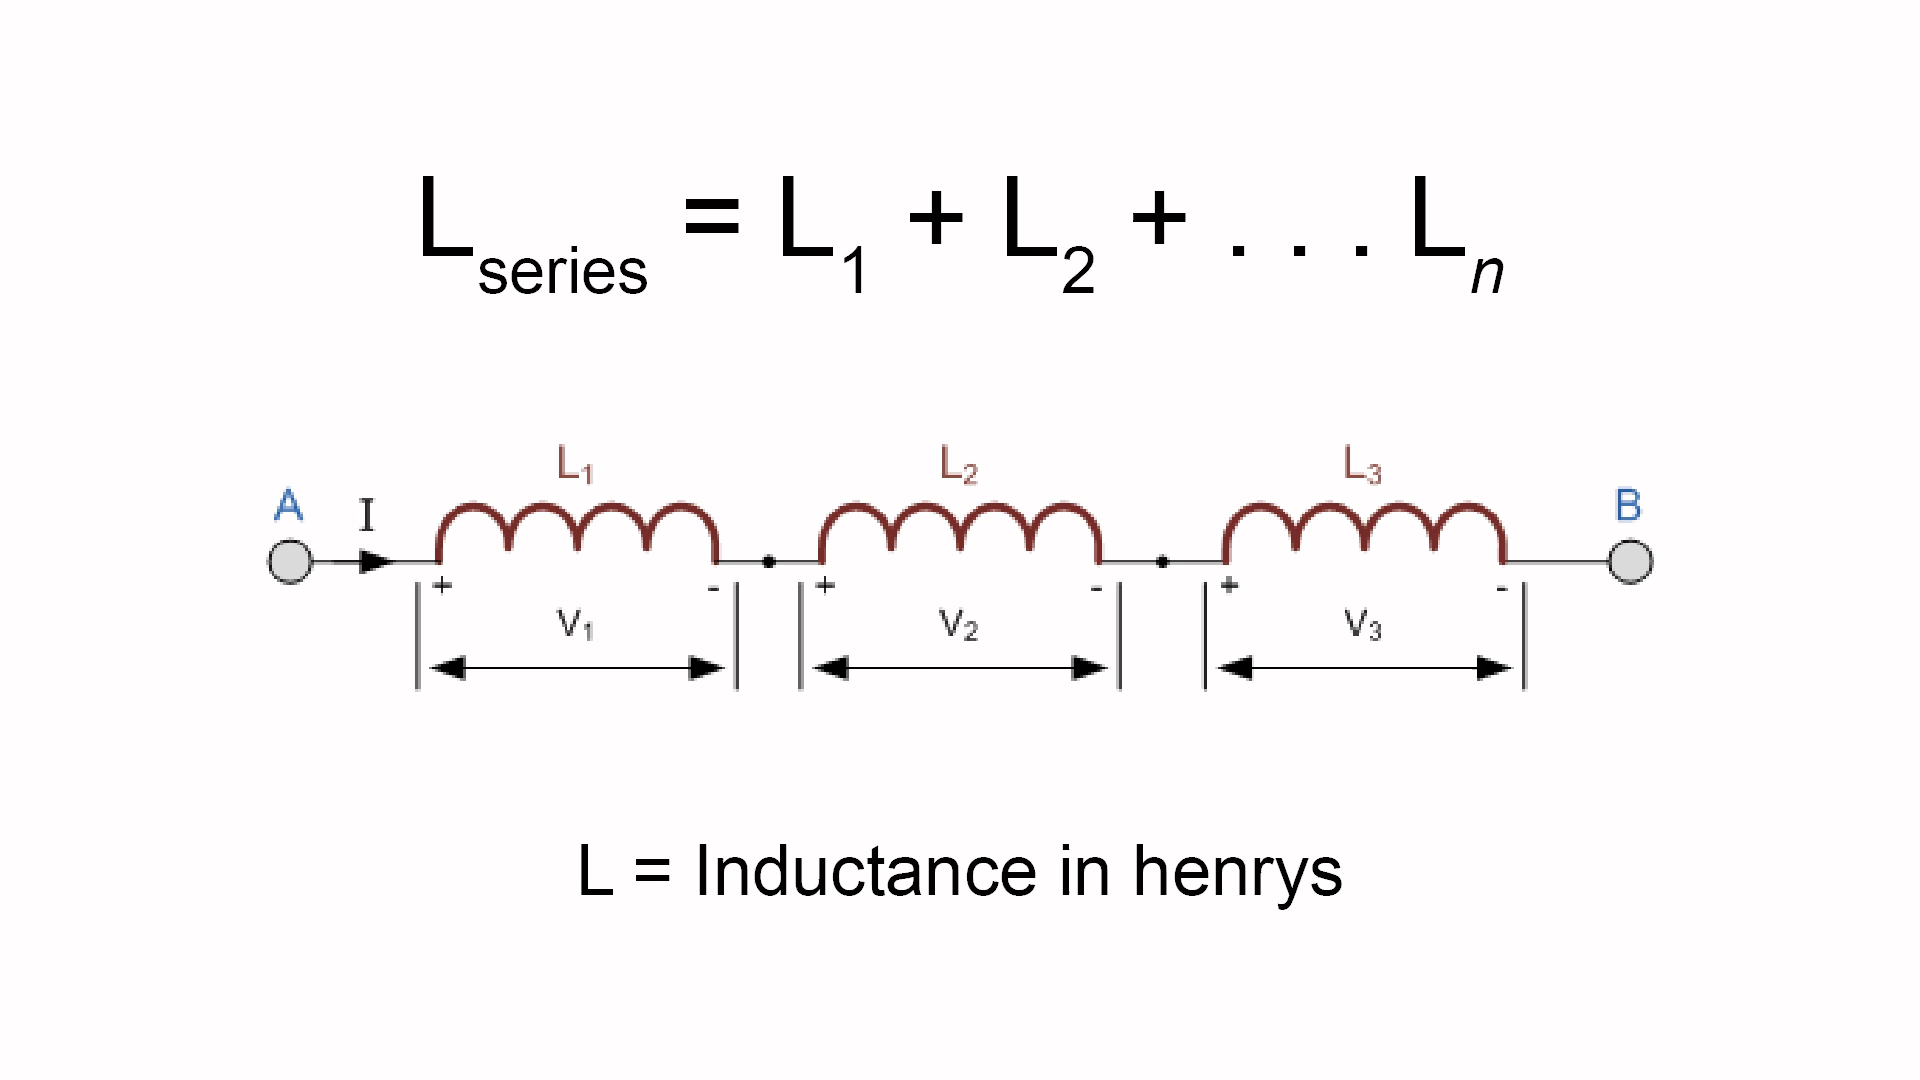 Lseries = L1 + L2 + . . . Ln
L1 L2 L3
A I B
+ - + - + -
V1 V2 V3
L = Inductance in henrys